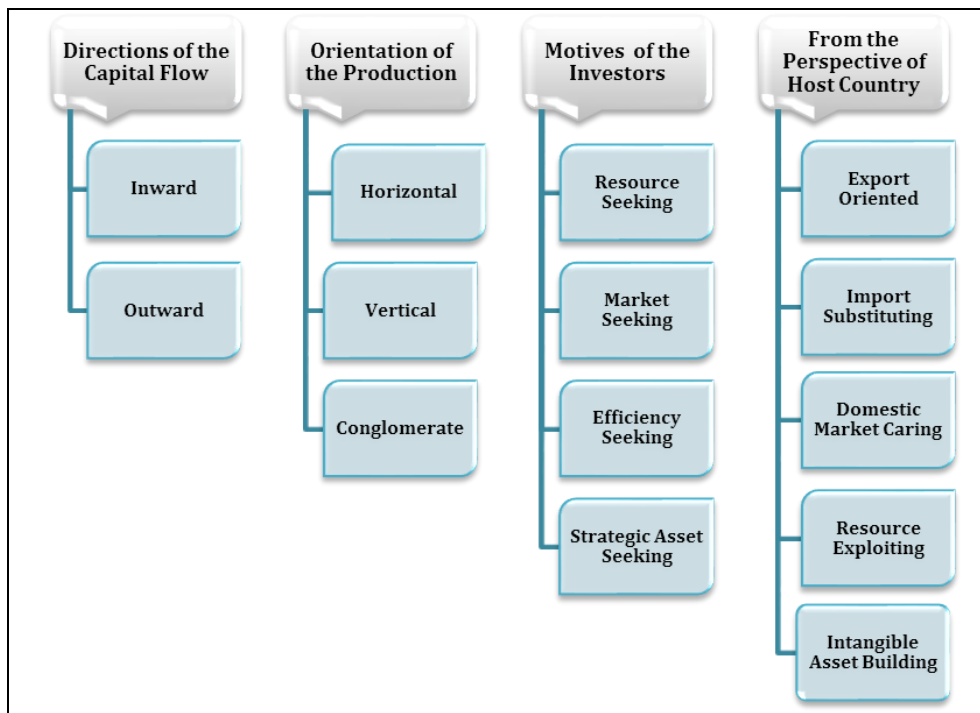 Directions of the
Capital Flow
Inward
Outward
Orientation of
the Production
Horizontal
Vertical
Conglomerate
Motives of the
Investors
Resource
Seeking
Market
Seeking
Efficiency
Seeking
Strategic Asset
Seeking
From the
Perspective of
Host Country
Export
Oriented
Import
Substituting
Domestic
Market Caring
Resource
Exploiting
Intangible
Asset Building